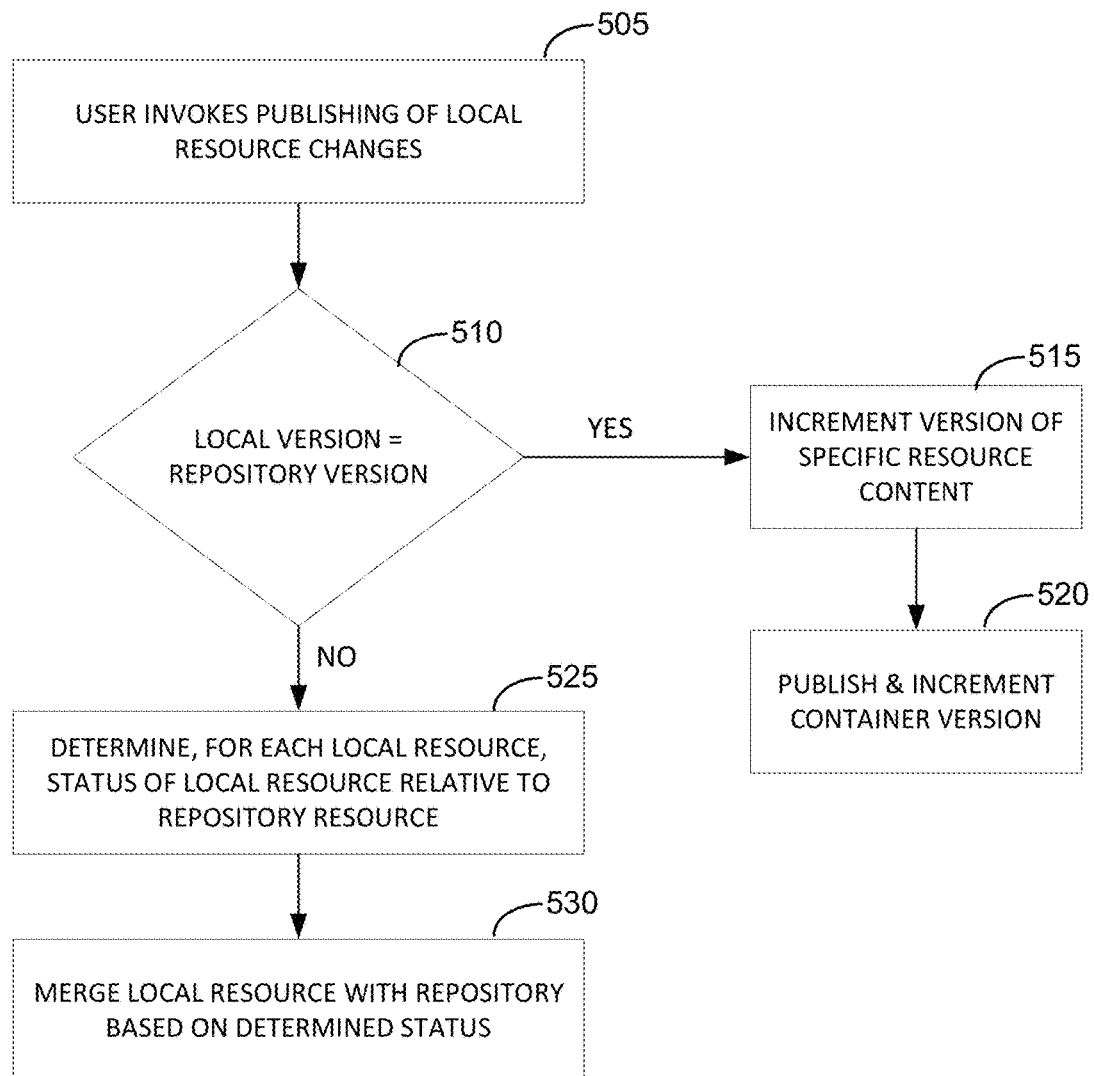 505
USER INVOKES PUBLISHING OF LOCAL
RESOURCE CHANGES
510
LOCAL VERSION =
REPOSITORY VERSION
YES
515
INCREMENT VERSION OF
SPECIFIC RESOURCE
CONTENT
520
PUBLISH & INCREMENT
CONTAINER VERSION
NO
525
DETERMINE, FOR EACH LOCAL RESOURCE,
STATUS OF LOCAL RESOURCE RELATIVE TO
REPOSITORY RESOURCE
530
MERGE LOCAL RESOURCE WITH REPOSITORY
BASED ON DETERMINED STATUS